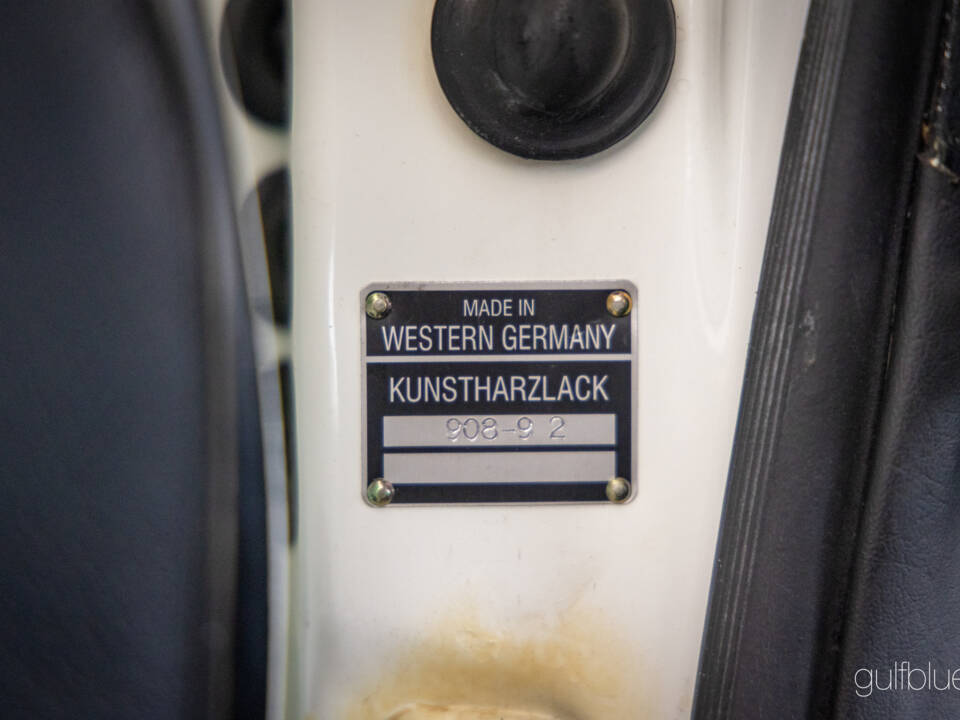 MADE IN
WESTERN GERMANY
KUNSTHARZLACK
908-9 2
gulfblue